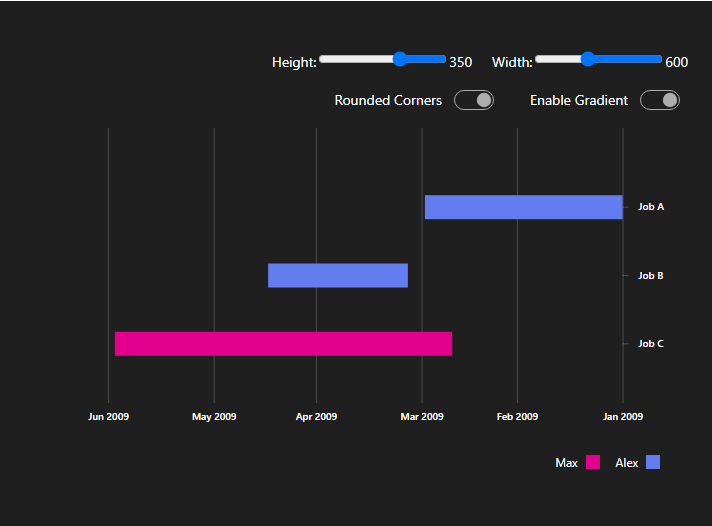 Height: 350 Width: 600
Rounded Corners Enable Gradient
Job A
Job B
Job C
Jun 2009 May 2009 Apr 2009 Mar 2009 Feb 2009 Jan 2009
Max Alex